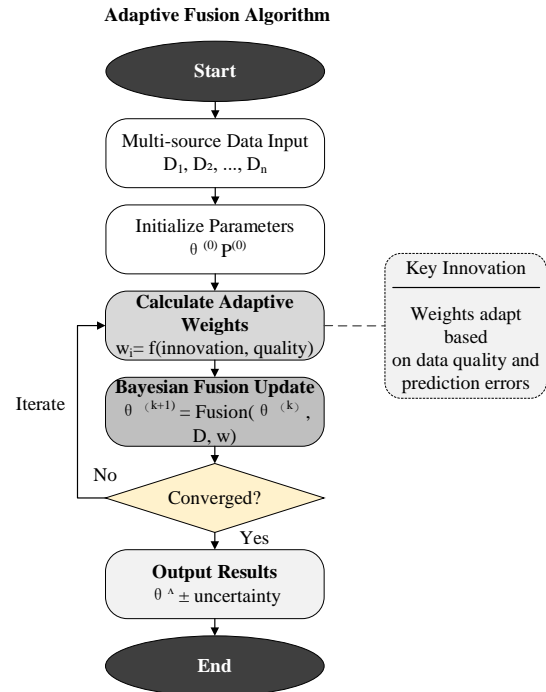 Adaptive Fusion Algorithm
Start
Multi-source Data Input
D₁, D₂, ..., Dₙ
Initialize Parameters
θ ⁽⁰⁾ P⁽⁰⁾
Calculate Adaptive
Weights
wᵢ= f(innovation, quality)
Key Innovation
Weights adapt
based
on data quality and
prediction errors
Bayesian Fusion Update
θ ⁽ᵏ⁺¹⁾ = Fusion( θ ⁽ᵏ⁾ ,
D, w)
Iterate
No
Converged?
Yes
Output Results
θ ^ ± uncertainty
End